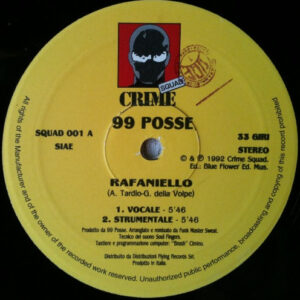 SQUAD
CRIME
99 POSSE
SQUAD 001 A
SIAE
33 GIRI
STEREO
℗ & © 1992 Crime Squad.
Ed.: Blue Flower Ed. Mus.
RAFANIELLO
(A. Tardio-G. della Volpe)
1. VOCALE - 5'46
2. STRUMENTALE - 5'46
Prodotto da 99 Posse. Arrangiato e remixato da Funk Master Sweat.
Tecnico del suono Soul Fingers.
Tastiere e programmazione computer: "Brush" Clinino.
Distribuito da Distribuzioni Flying Records Srl.
Prodotto in Italia.
All rights of the Manufacturer and of the owner of the recorded work reserved. Unauthorized public performance, broadcasting and copying of this record prohibited